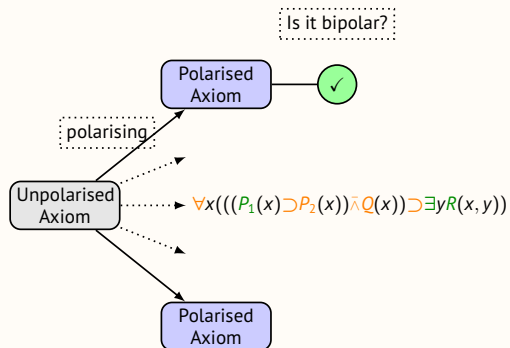 Is it bipolar?
Polarised
Axiom
✓
polarising
Unpolarised
Axiom
∀x(((P₁(x)⊃P₂(x))∧̄Q(x))⊃∃yR(x, y))
Polarised
Axiom